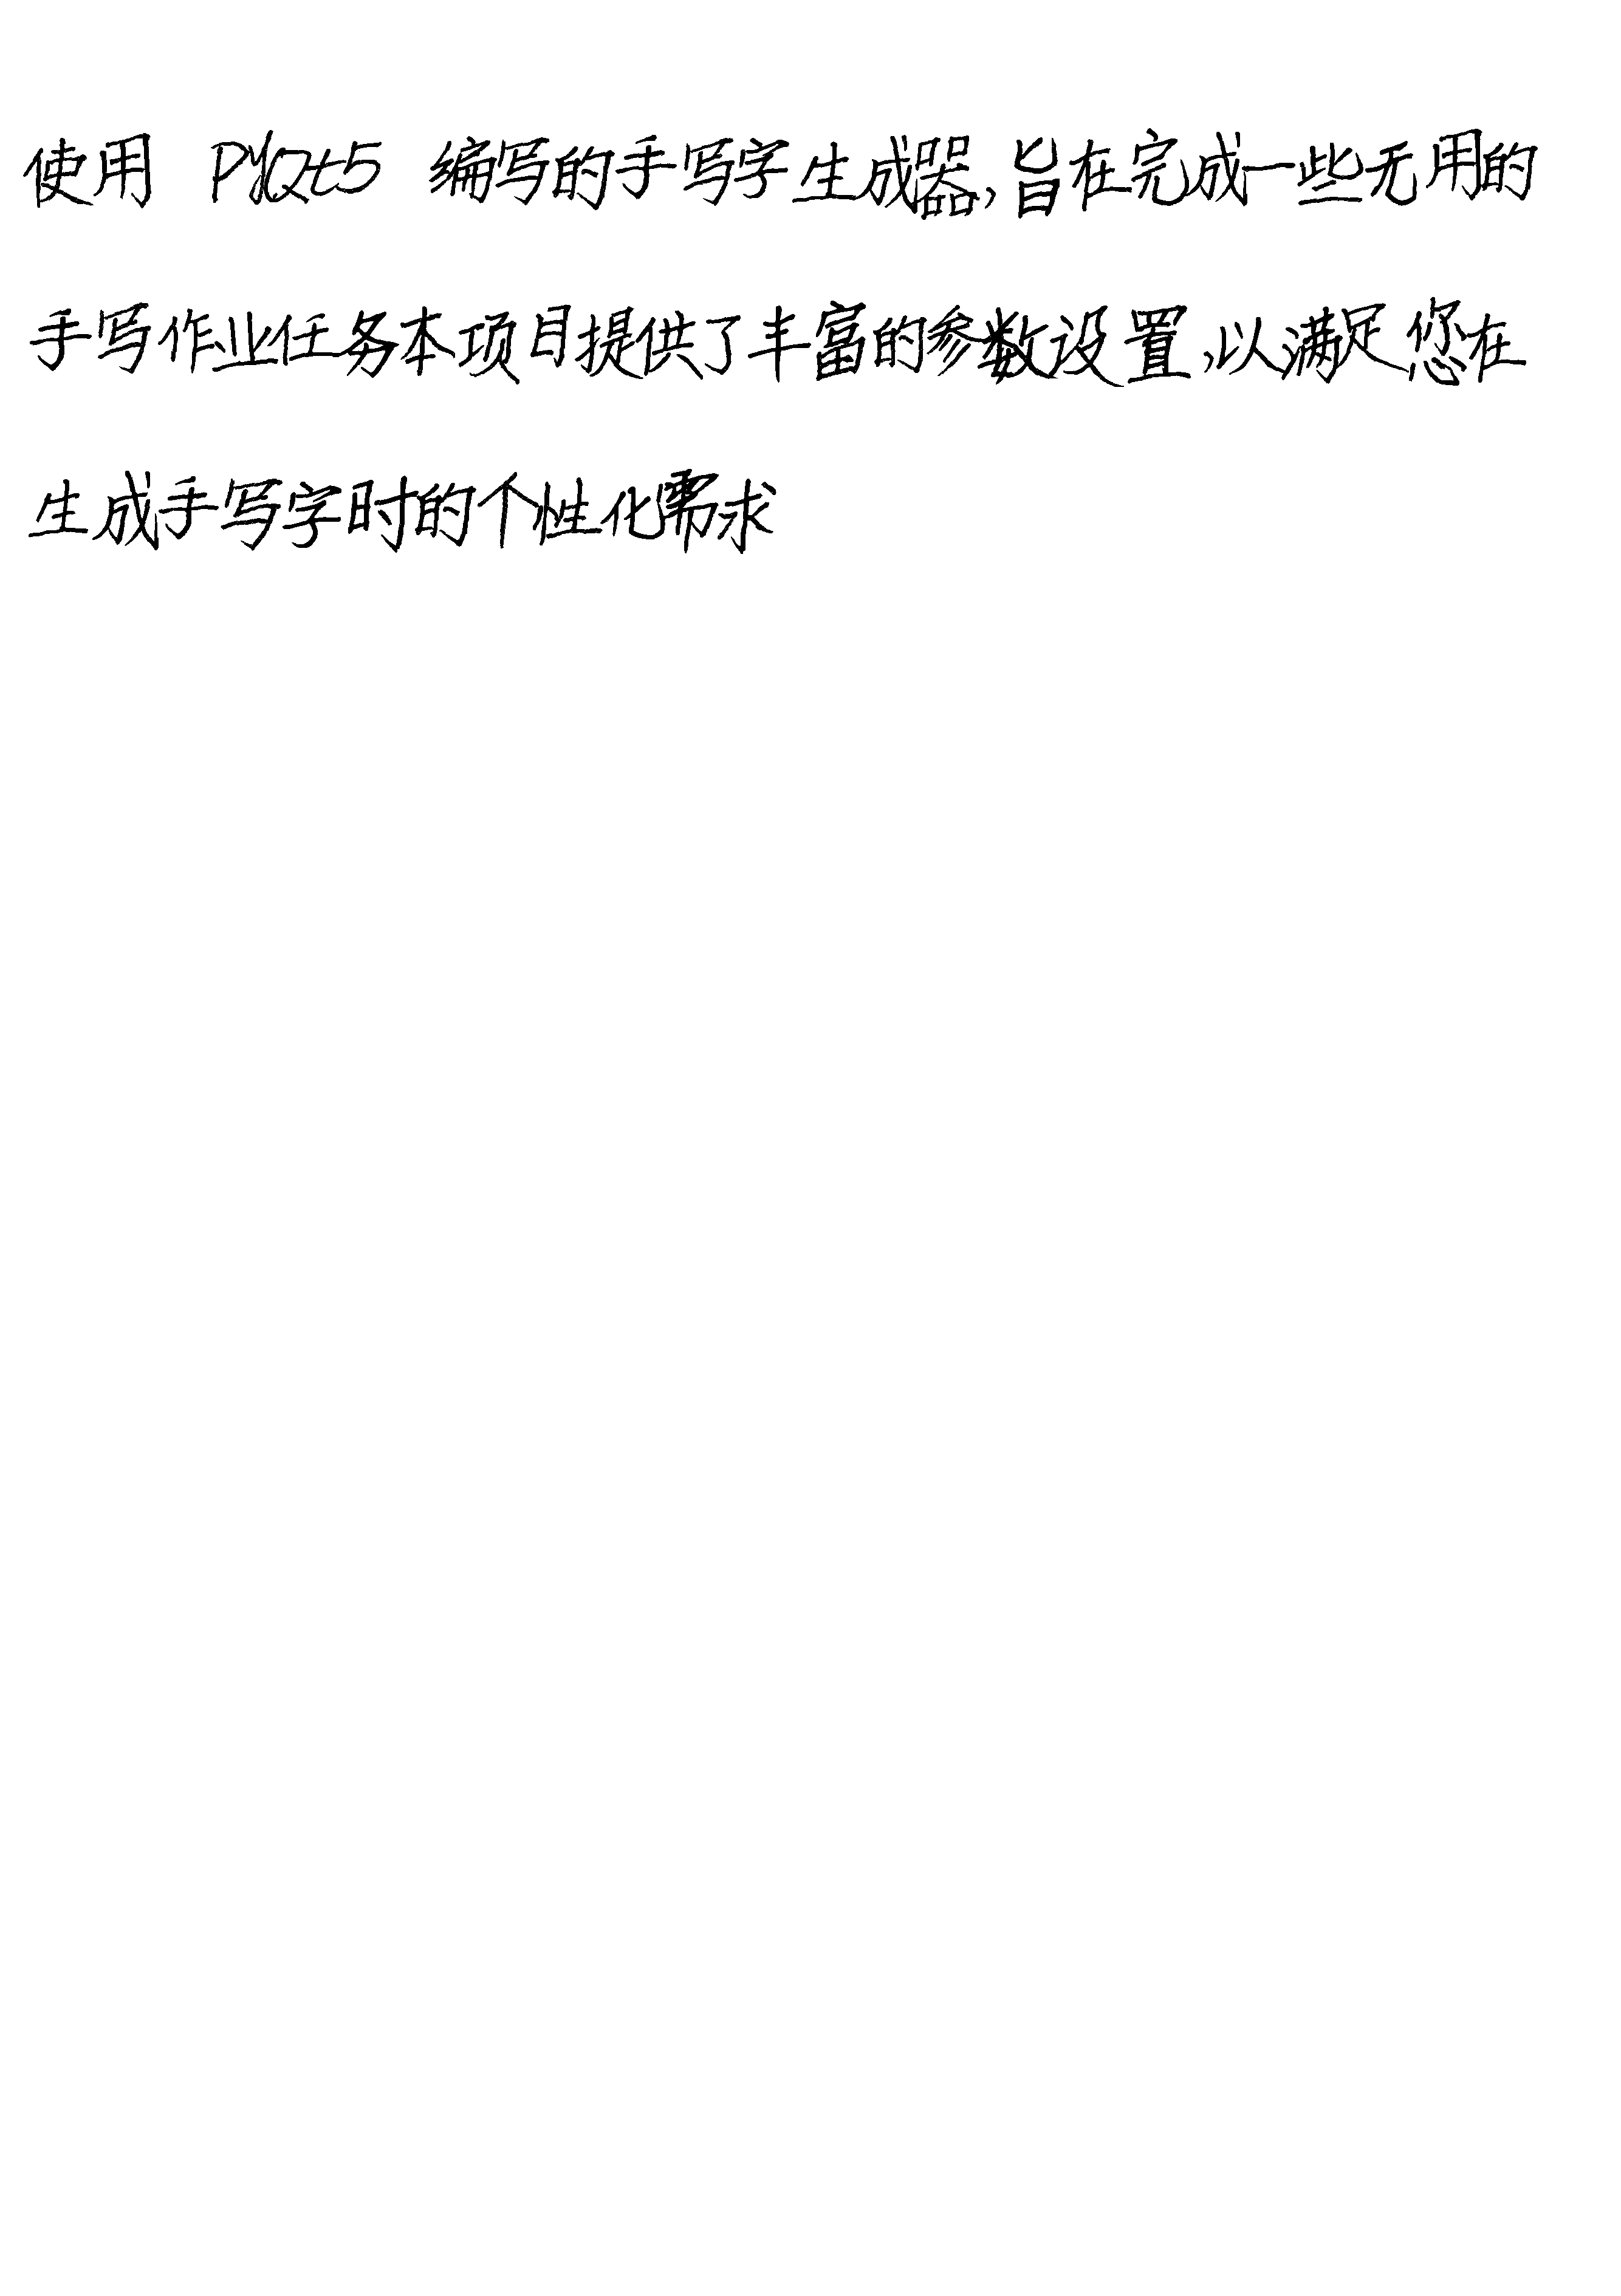 使用 PyQt5 编写的手写字生成器,旨在完成一些无用的
手写作业任务本项目提供了丰富的参数设置,以满足您在
生成手写字时的个性化需求